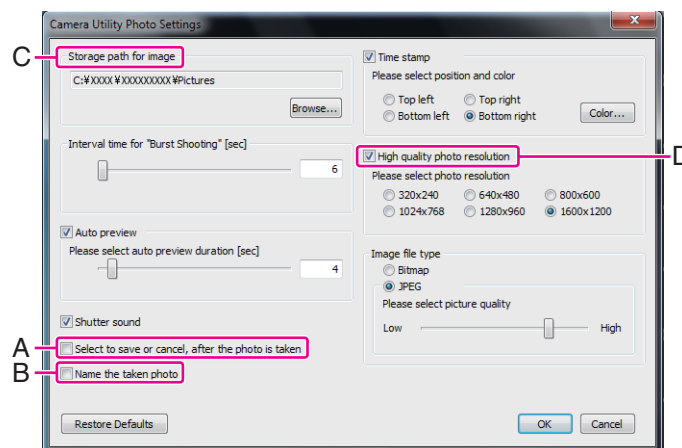 Camera Utility Photo Settings
C
Storage path for image
C:¥XXXX¥XXXXXXXXX¥Pictures
Browse...
Interval time for "Burst Shooting" [sec]
6
Auto preview
Please select auto preview duration [sec]
4
Shutter sound
A
Select to save or cancel, after the photo is taken
B
Name the taken photo
Restore Defaults
Time stamp
Please select position and color
Top left Top right
Bottom left Bottom right
Color...
High quality photo resolution
D
Please select photo resolution
320x240 640x480 800x600
1024x768 1280x960 1600x1200
Image file type
Bitmap
JPEG
Please select picture quality
Low High
OK Cancel